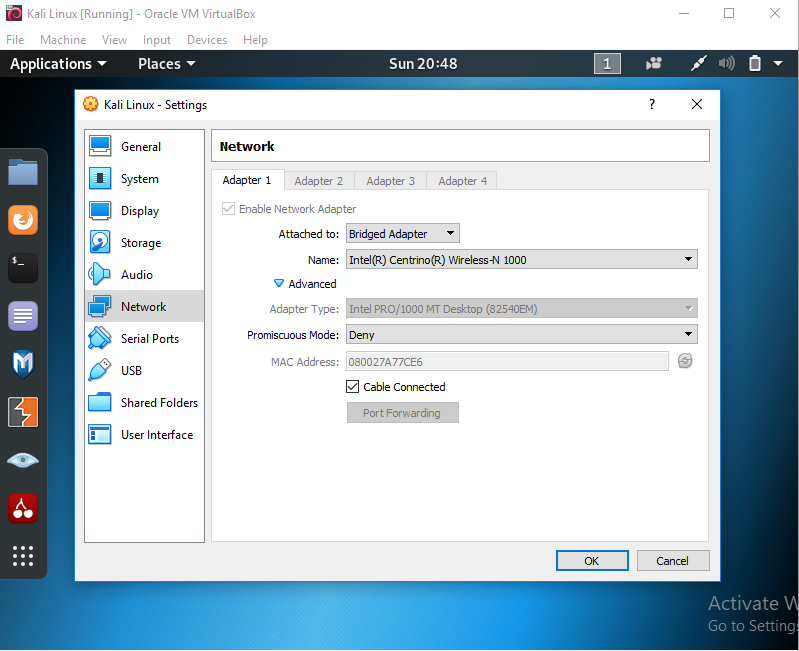 Kali Linux [Running] - Oracle VM VirtualBox
File Machine View Input Devices Help
Applications Places Sun 20:48 1
Kali Linux - Settings ?
General
System
Display
Storage
Audio
Network
Serial Ports
USB
Shared Folders
User Interface
Network
Adapter 1 Adapter 2 Adapter 3 Adapter 4
Enable Network Adapter
Attached to: Bridged Adapter
Name: Intel(R) Centrino(R) Wireless-N 1000
Advanced
Adapter Type: Intel PRO/1000 MT Desktop (82540EM)
Promiscuous Mode: Deny
MAC Address: 080027A77CE6
Cable Connected
Port Forwarding
OK Cancel
Activate W
Go to Settings